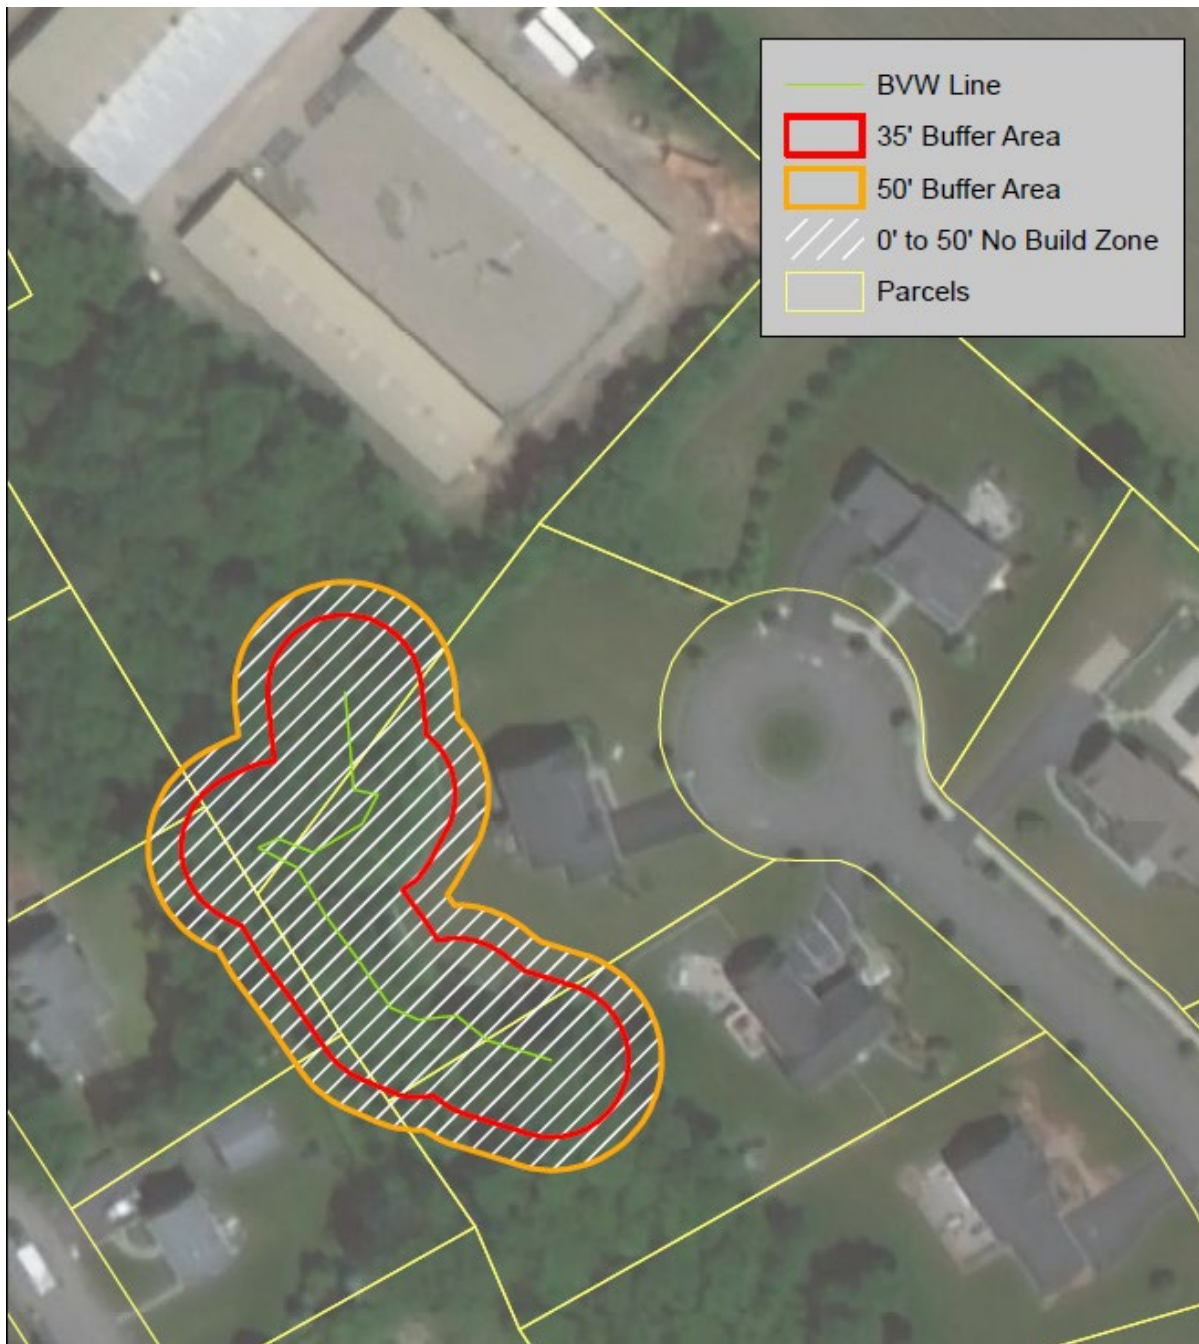 BVW Line
35' Buffer Area
50' Buffer Area
0' to 50' No Build Zone
Parcels